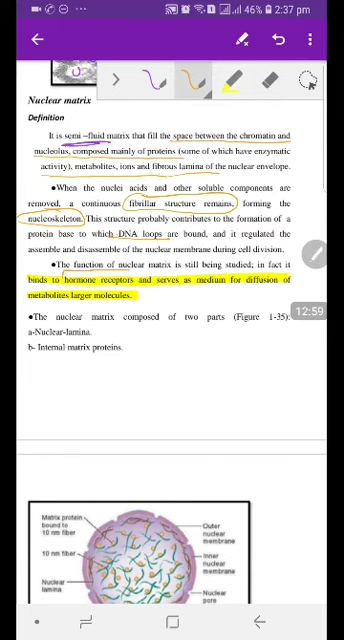 46% 2:37 pm
Nuclear matrix
Definition
It is semi –fluid matrix that fill the space between the chromatin and
nucleolus, composed mainly of proteins (some of which have enzymatic
activity), metabolites, ions and fibrous lamina of the nuclear envelope.
●When the nuclei acids and other soluble components are
removed, a continuous fibrillar structure remains, forming the
nucleoskeleton. This structure probably contributes to the formation of a
protein base to which DNA loops are bound, and it regulated the
assemble and disassemble of the nuclear membrane during cell division.
●The function of nuclear matrix is still being studied; in fact it
binds to hormone receptors and serves as medium for diffusion of
metabolites larger molecules.
12:59
●The nuclear matrix composed of two parts (Figure 1-35):
a-Nuclear-lamina.
b- Internal matrix proteins.
Matrix protein
bound to
10 nm fiber
10 nm fiber
Nuclear
lamina
Outer
nuclear
membrane
Inner
nuclear
membrane
Nuclear
pore